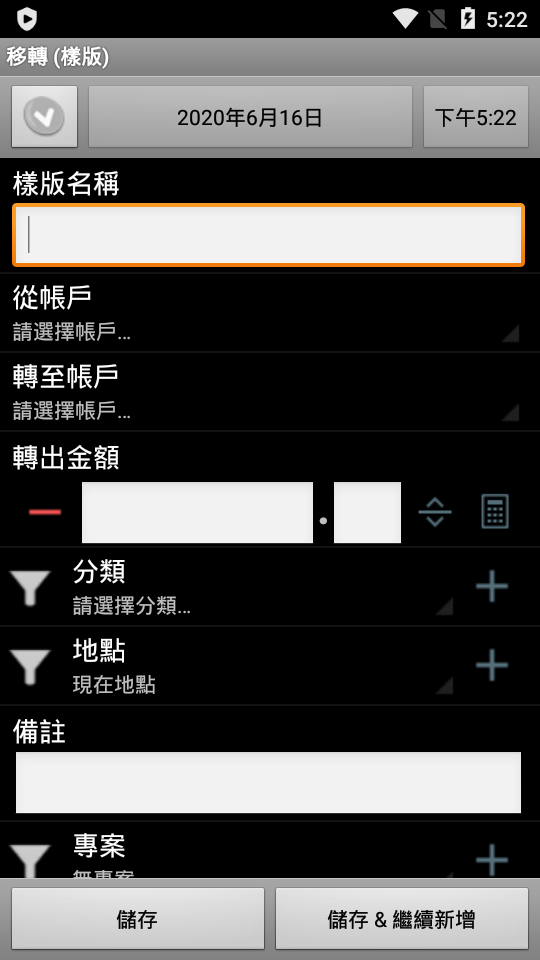 5:22
移轉 (樣版)
2020年6月16日
下午5:22
樣版名稱
從帳戶
請選擇帳戶...
轉至帳戶
請選擇帳戶...
轉出金額
.
分類
請選擇分類...
地點
現在地點
備註
專案
無專案
儲存
儲存 & 繼續新增